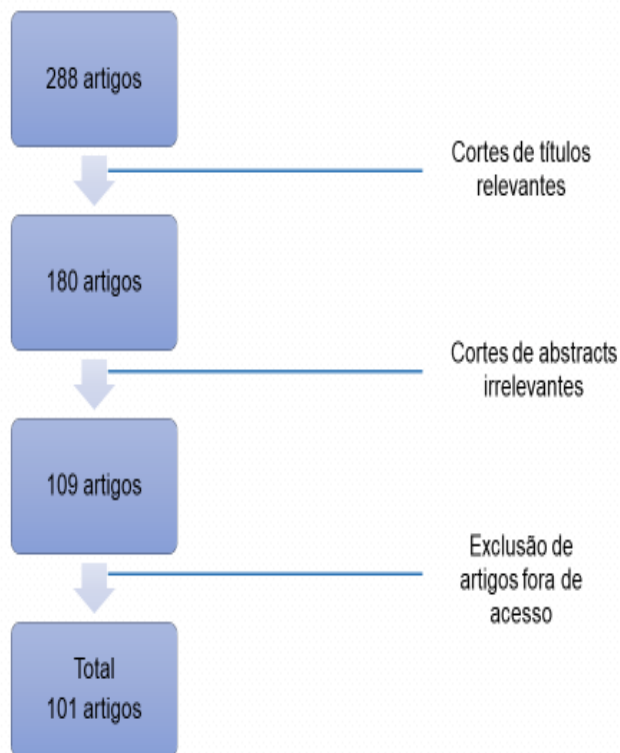 288 artigos
Cortes de títulos
relevantes
180 artigos
Cortes de abstracts
irrelevantes
109 artigos
Exclusão de
artigos fora de
acesso
Total
101 artigos